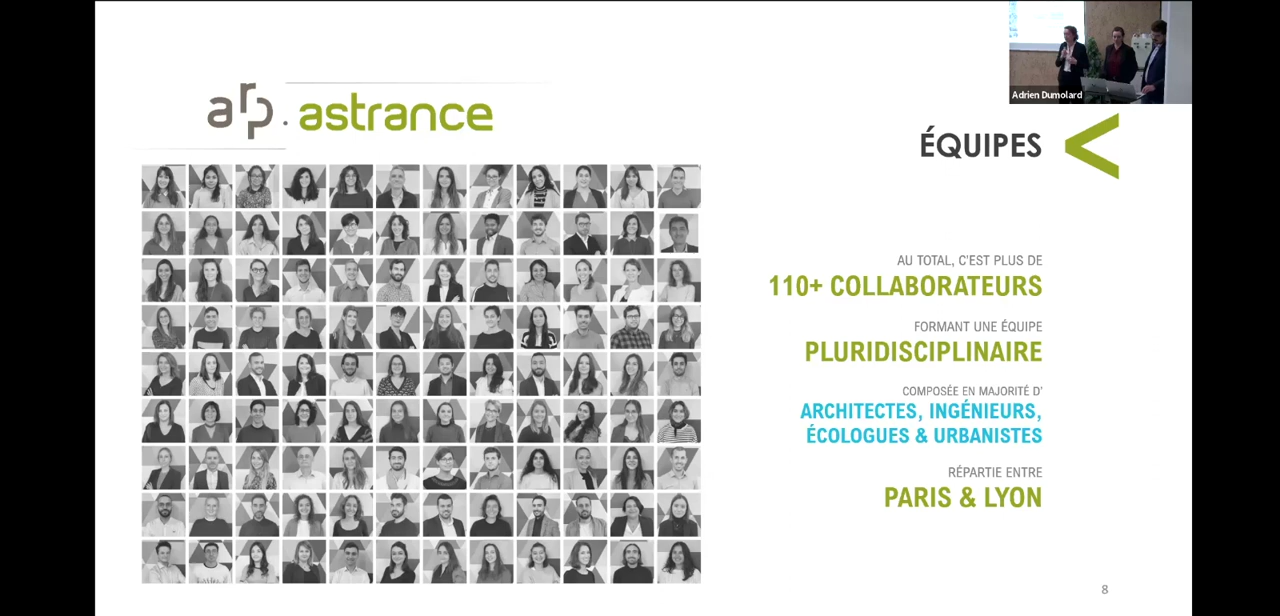 Adrien Dumolard
arp. astrance
ÉQUIPES
AU TOTAL, C'EST PLUS DE
110+ COLLABORATEURS
FORMANT UNE ÉQUIPE
PLURIDISCIPLINAIRE
COMPOSÉE EN MAJORITÉ D'
ARCHITECTES, INGÉNIEURS,
ÉCOLOGUES & URBANISTES
RÉPARTIE ENTRE
PARIS & LYON
8